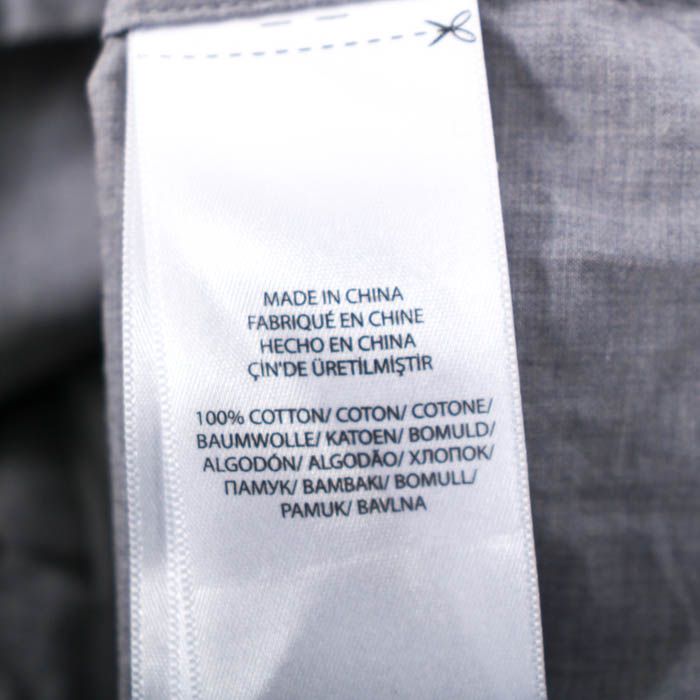 MADE IN CHINA
FABRIQUÉ EN CHINE
HECHO EN CHINA
ÇİN'DE ÜRETİLMİŞTİR
100% COTTON/ COTON/ COTONE/
BAUMWOLLE/ KATOEN/ BOMULD/
ALGODÓN/ ALGODÃO/ ХЛОПОК/
ПАМУК/ ΒΑΜΒΑΚΙ/ BOMULL/
PAMUK/ BAVLNA